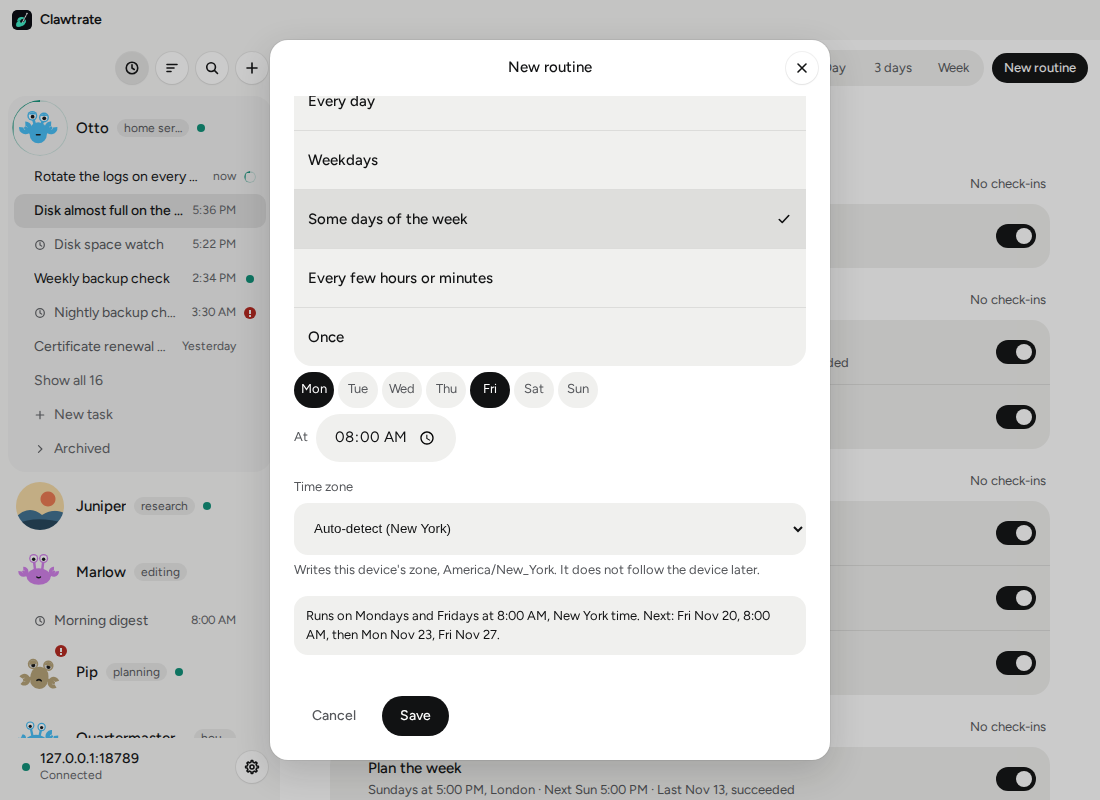 Clawtrate
Day
3 days
Week
New routine
Otto
home ser...
Rotate the logs on every ...
now
Disk almost full on the ...
5:36 PM
Disk space watch
5:22 PM
Weekly backup check
2:34 PM
Nightly backup ch...
3:30 AM
Certificate renewal ...
Yesterday
Show all 16
New task
Archived
Juniper
research
Marlow
editing
Morning digest
8:00 AM
Pip
planning
Quartermaster
127.0.0.1:18789
Connected
New routine
Every day
Weekdays
Some days of the week
Every few hours or minutes
Once
Mon
Tue
Wed
Thu
Fri
Sat
Sun
At
08:00 AM
Time zone
Auto-detect (New York)
Writes this device's zone, America/New_York. It does not follow the device later.
Runs on Mondays and Fridays at 8:00 AM, New York time. Next: Fri Nov 20, 8:00
AM, then Mon Nov 23, Fri Nov 27.
Cancel
Save
No check-ins
No check-ins
No check-ins
No check-ins
Plan the week
Sundays at 5:00 PM, London · Next Sun 5:00 PM · Last Nov 13, succeeded